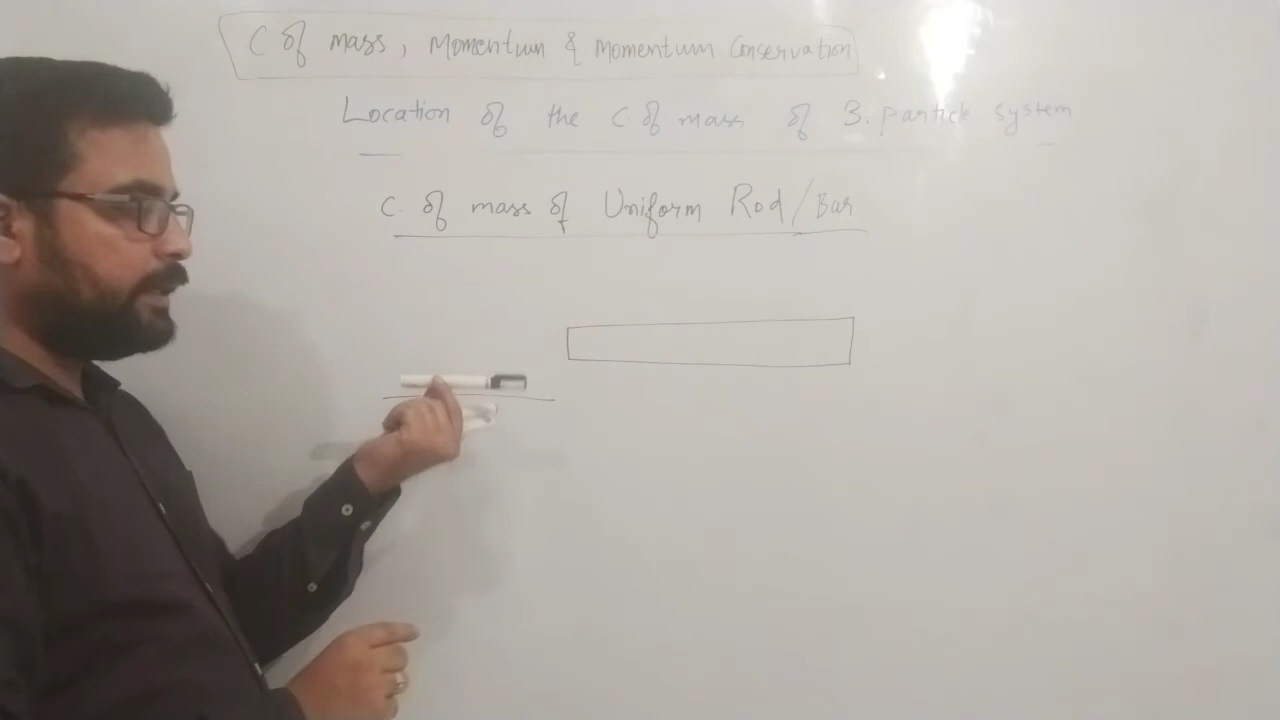 C of mass, Momentum & Momentum Conservation
Location of the C. of mass of 3. particle system
C. of mass of Uniform Rod/Bar